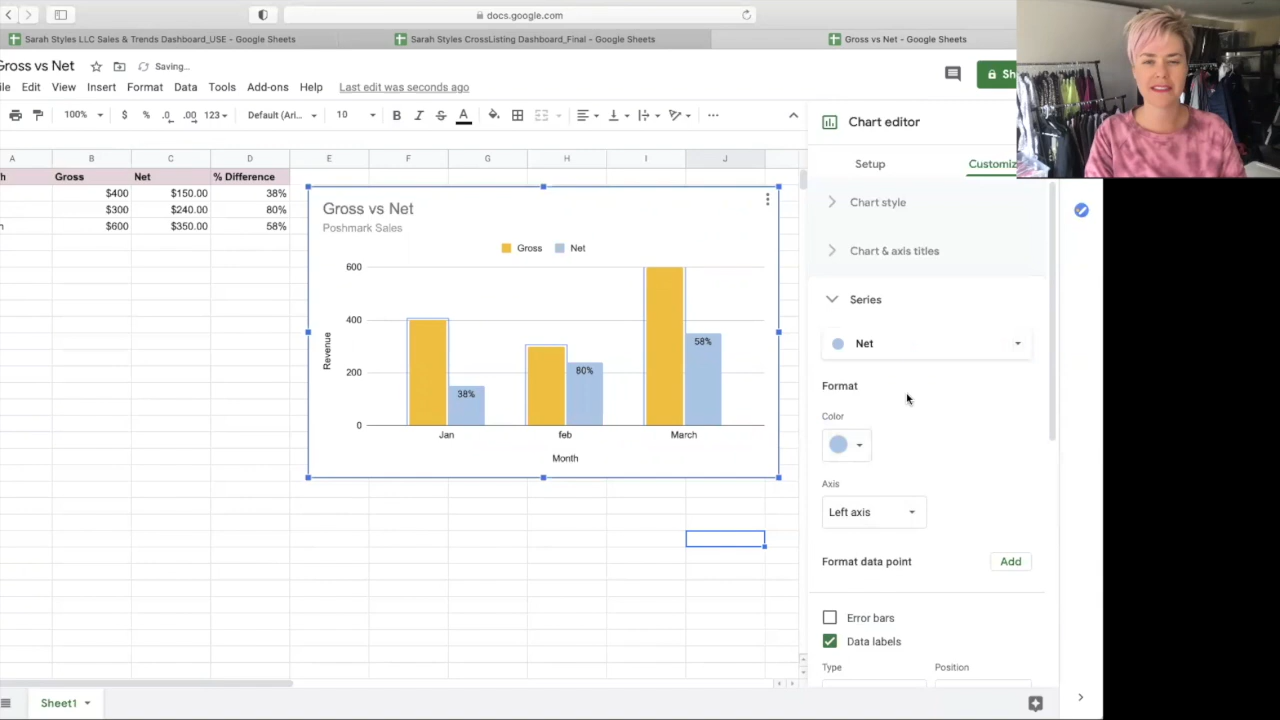 docs.google.com
Sarah Styles LLC Sales & Trends Dashboard_USE - Google Sheets
Sarah Styles CrossListing Dashboard_Final - Google Sheets
Gross vs Net - Google Sheets
Gross vs Net
Saving...
le Edit View Insert Format Data Tools Add-ons Help Last edit was seconds ago
Sh
100% $ % .0 .00 123 Default (Ari... 10 B I S A
Chart editor
Setup
Customiz
A B C D E F G H I J
h Gross Net % Difference
$400 $150.00 38%
$300 $240.00 80%
n $600 $350.00 58%
Gross vs Net
Poshmark Sales
Gross Net
600
400
200
0
Revenue
38%
80%
58%
Jan feb March
Month
Chart style
Chart & axis titles
Series
Net
Format
Color
Axis
Left axis
Format data point Add
Error bars
Data labels
Type Position
Sheet1